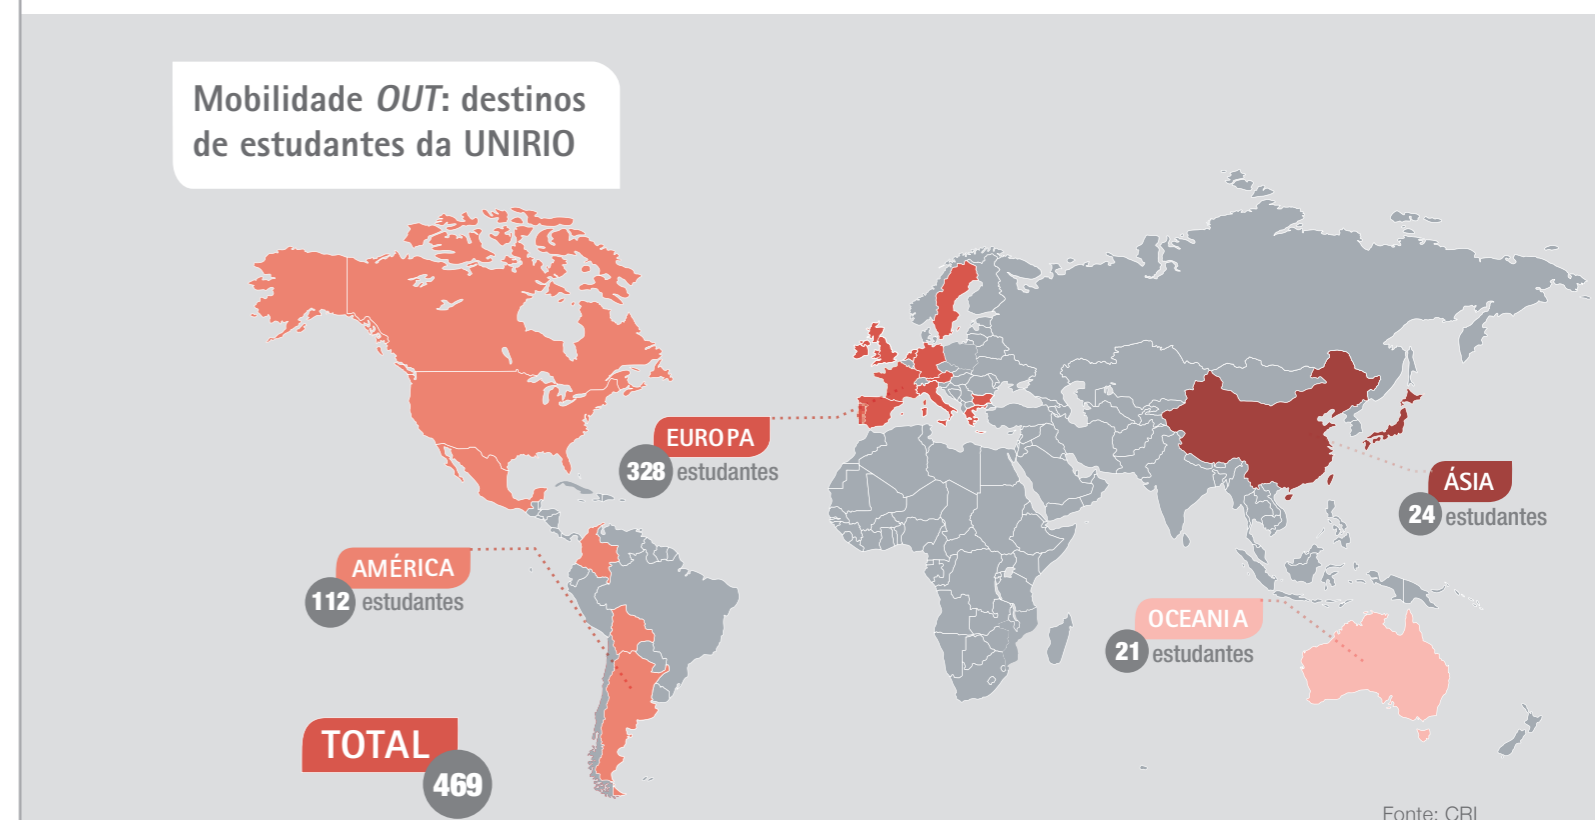 Mobilidade OUT: destinos
de estudantes da UNIRIO
EUROPA
328 estudantes
ÁSIA
24 estudantes
AMÉRICA
112 estudantes
OCEANIA
21 estudantes
TOTAL
469
Fonte: CRI